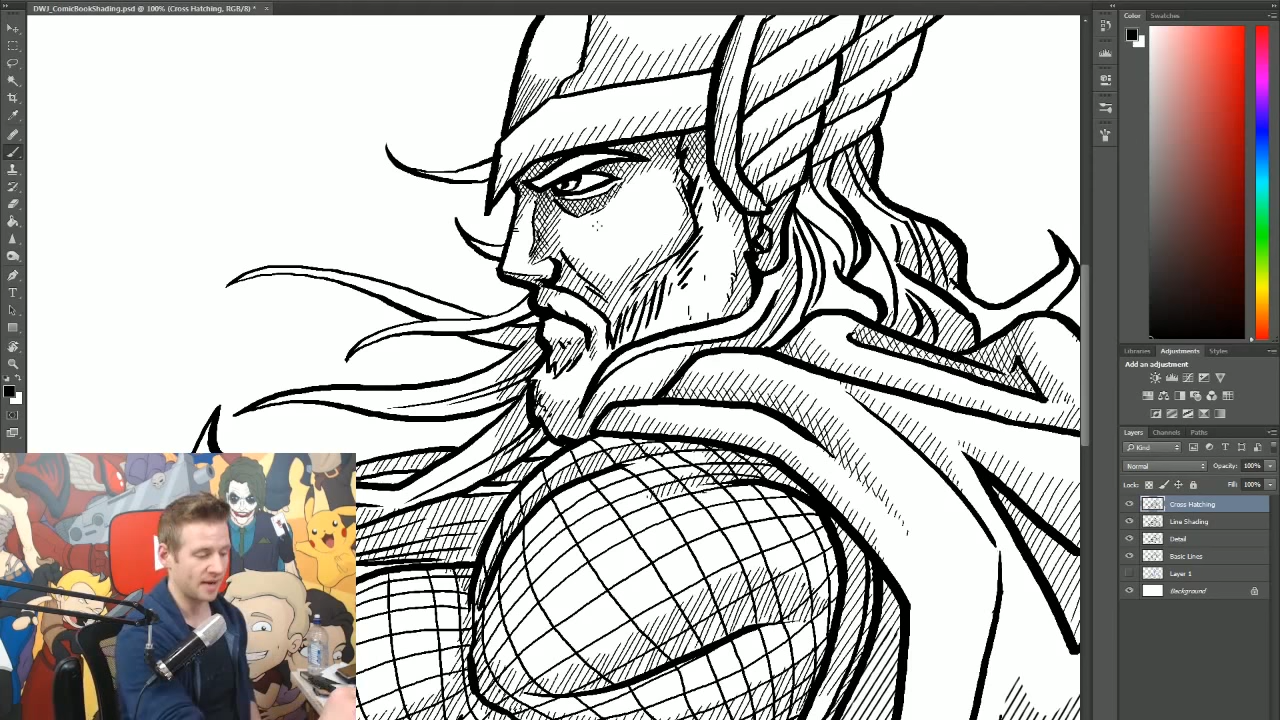 DWJ_ComicBookShading.psd @ 100% (Cross Hatching, RGB/8) *
Color
Swatches
Libraries
Adjustments
Styles
Add an adjustment
Layers
Channels
Paths
Kind
Normal
Opacity: 100%
Lock:
Fill: 100%
Cross Hatching
Line Shading
Detail
Basic Lines
Layer 1
Background